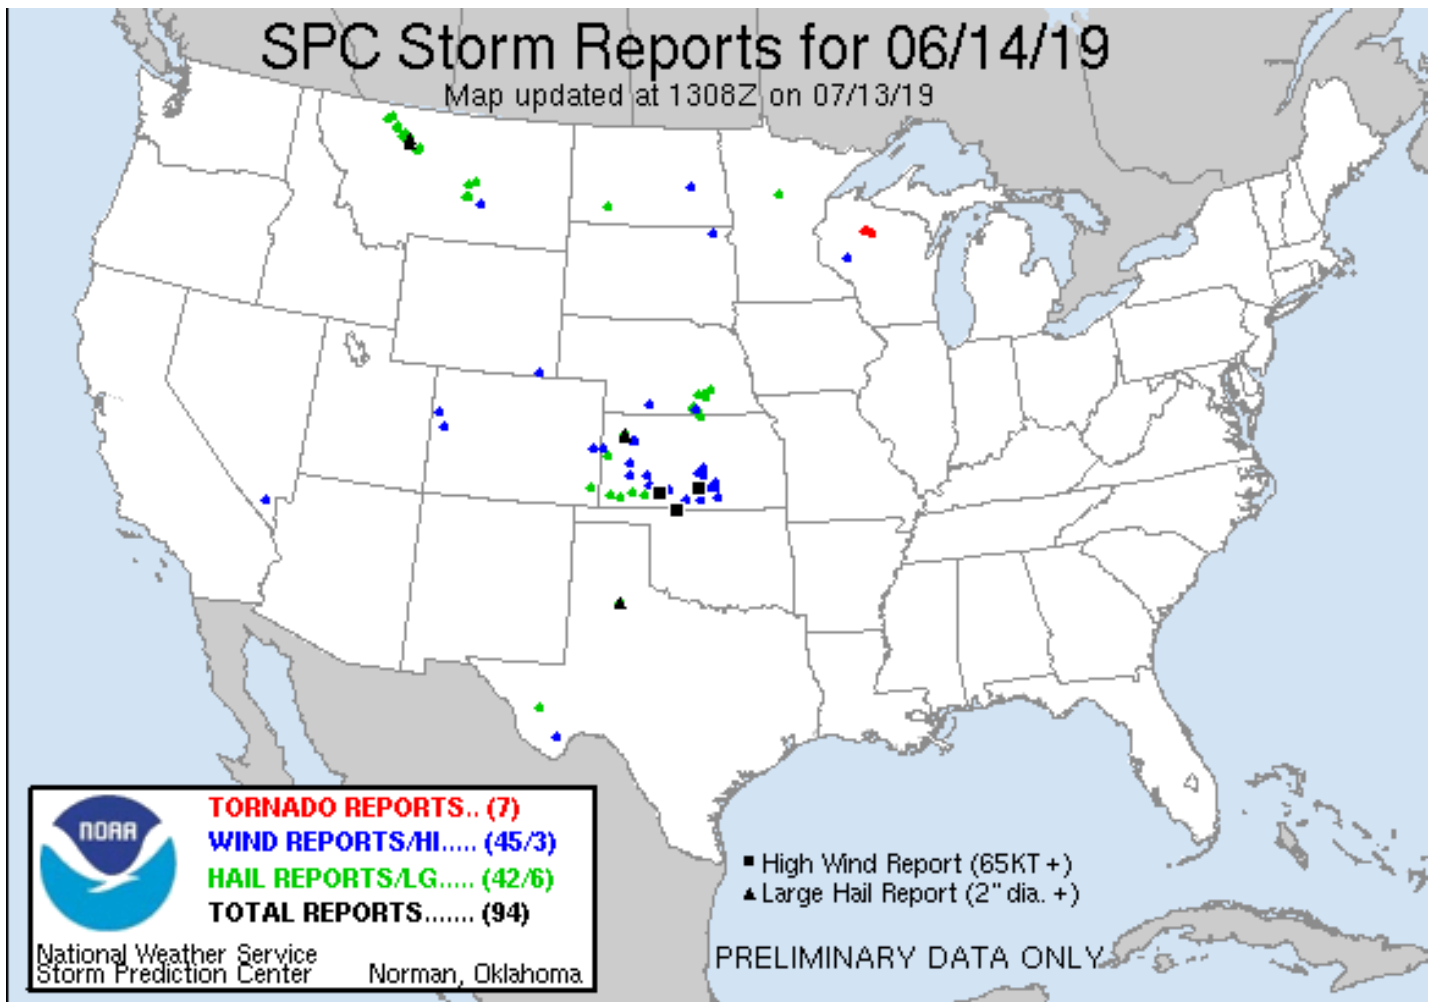 SPC Storm Reports for 06/14/19
Map updated at 1308Z on 07/13/19
NOAA
TORNADO REPORTS.. (7)
WIND REPORTS/HI..... (45/3)
HAIL REPORTS/LG..... (42/6)
TOTAL REPORTS....... (94)
National Weather Service
Storm Prediction Center Norman, Oklahoma
High Wind Report (65KT +)
Large Hail Report (2" dia. +)
PRELIMINARY DATA ONLY